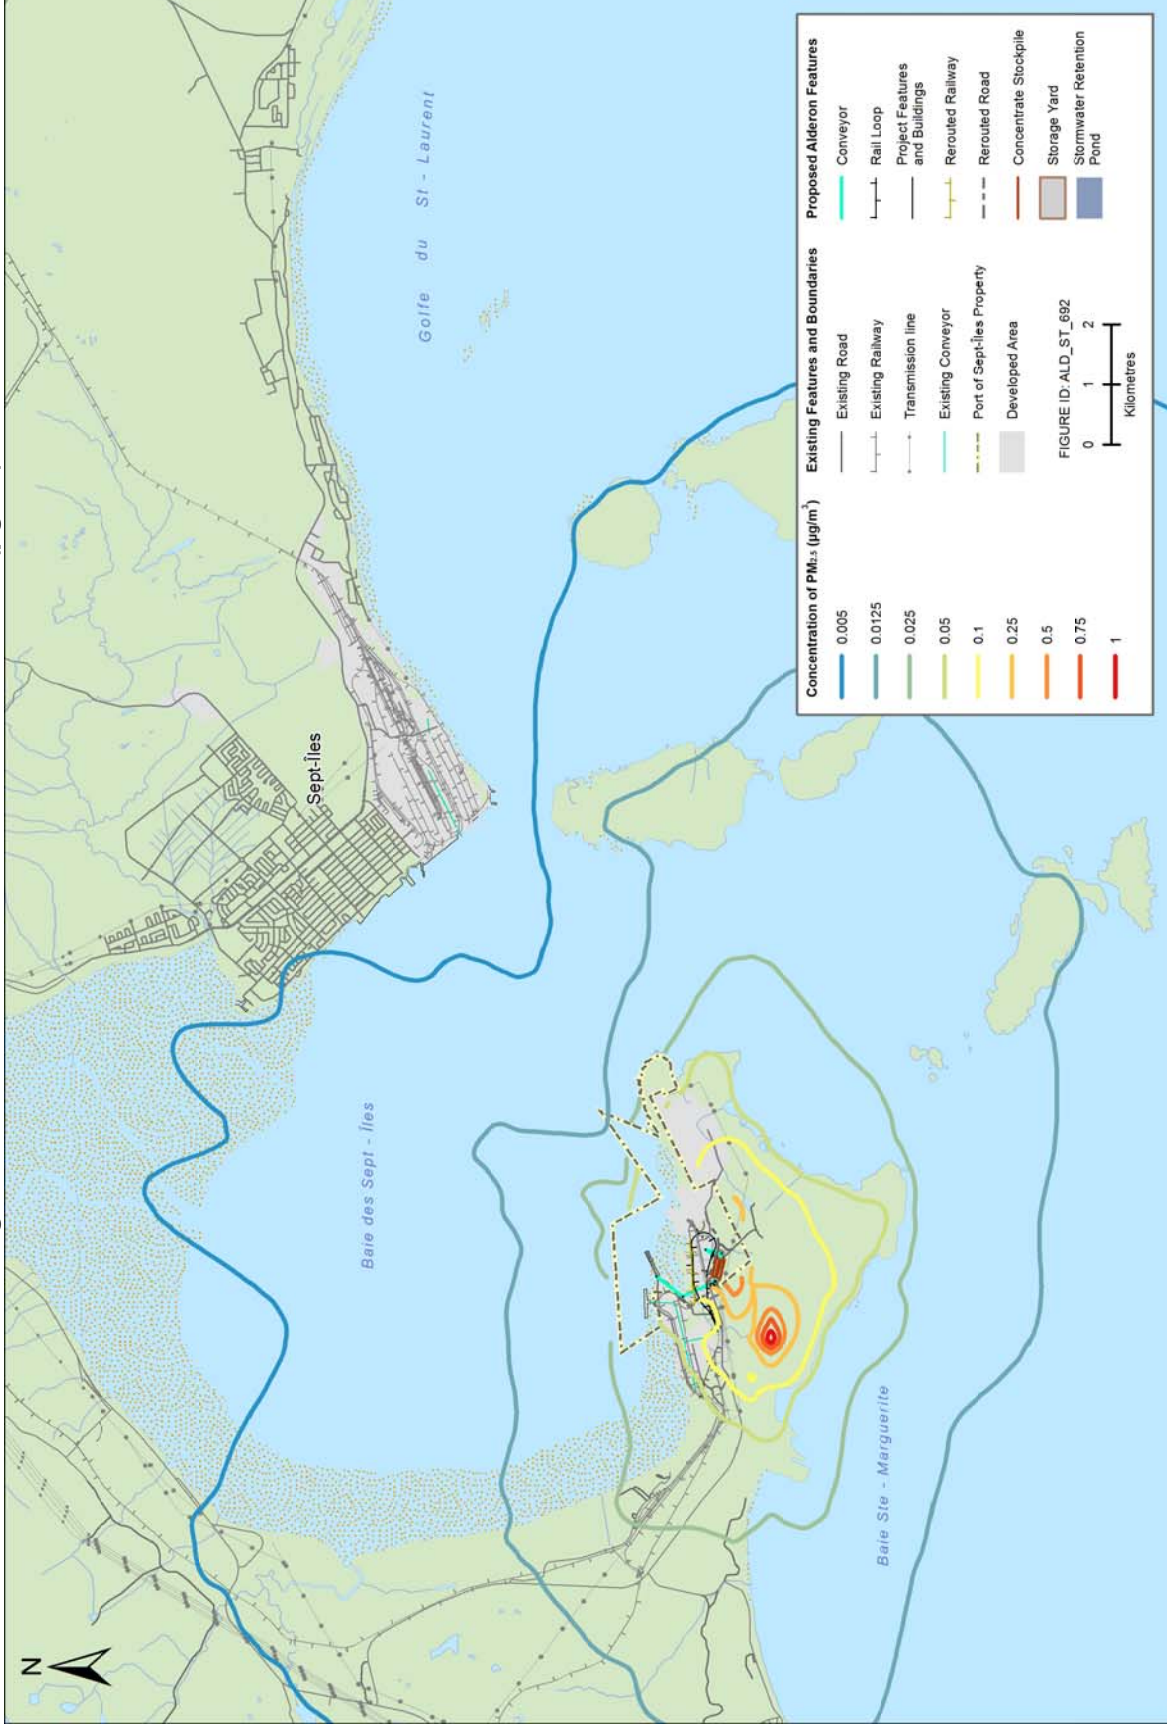 N
Sept-Îles
Golfe du St - Laurent
Baie des Sept - Îles
Baie Ste - Marguerite
Concentration of PM2.5 (µg/m³)
0.005
0.0125
0.025
0.05
0.1
0.25
0.5
0.75
1
Existing Features and Boundaries
Existing Road
Existing Railway
Transmission line
Existing Conveyor
Port of Sept-Îles Property
Developed Area
FIGURE ID: ALD_ST_692
0 1 2
Kilometres
Proposed Alderon Features
Conveyor
Rail Loop
Project Features
and Buildings
Rerouted Railway
Rerouted Road
Concentrate Stockpile
Storage Yard
Stormwater Retention
Pond